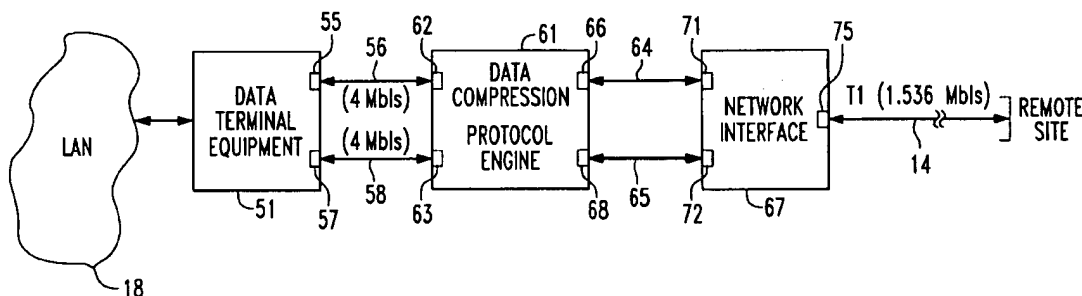 55
62
61
66
71
75
56
64
(4 Mbls)
DATA TERMINAL EQUIPMENT
DATA COMPRESSION
PROTOCOL ENGINE
NETWORK INTERFACE
T1 (1.536 Mbls)
REMOTE SITE
LAN
(4 Mbls)
14
51
57
58
63
68
65
72
67
18